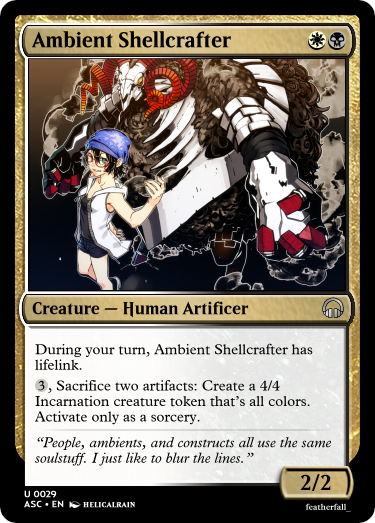 Ambient Shellcrafter
Creature — Human Artificer
During your turn, Ambient Shellcrafter has
lifelink.
3, Sacrifice two artifacts: Create a 4/4
Incarnation creature token that's all colors.
Activate only as a sorcery.
“People, ambients, and constructs all use the same
soulstuff. I just like to blur the lines.”
2/2
U 0029
ASC • EN HELICALRAIN
featherfall_